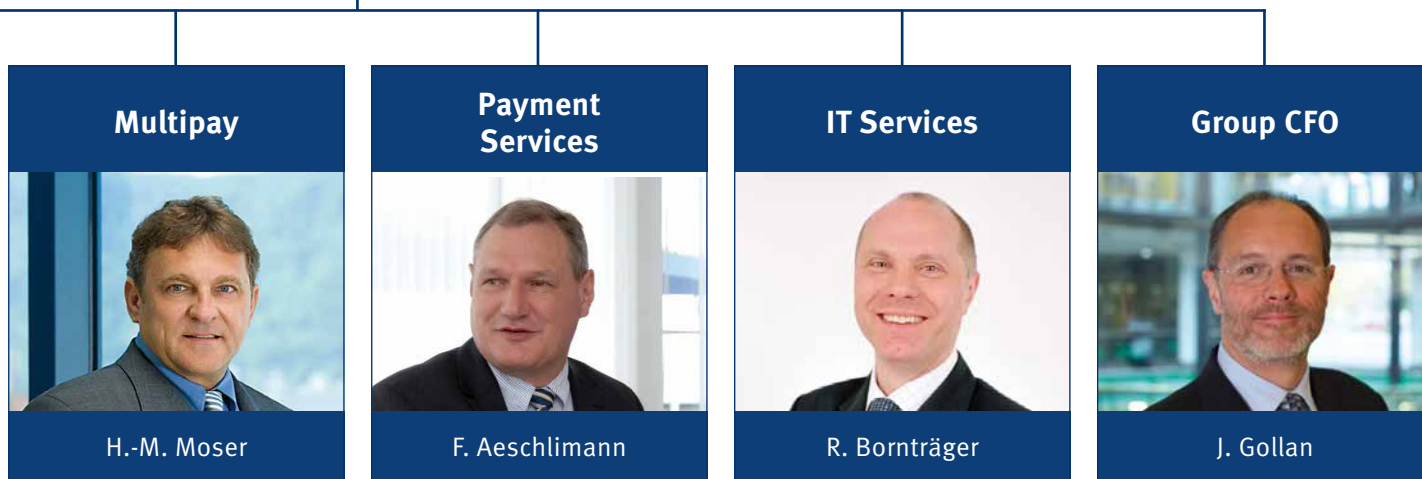 Multipay
Payment
Services
IT Services
Group CFO
H.-M. Moser
F. Aeschlimann
R. Bornträger
J. Gollan